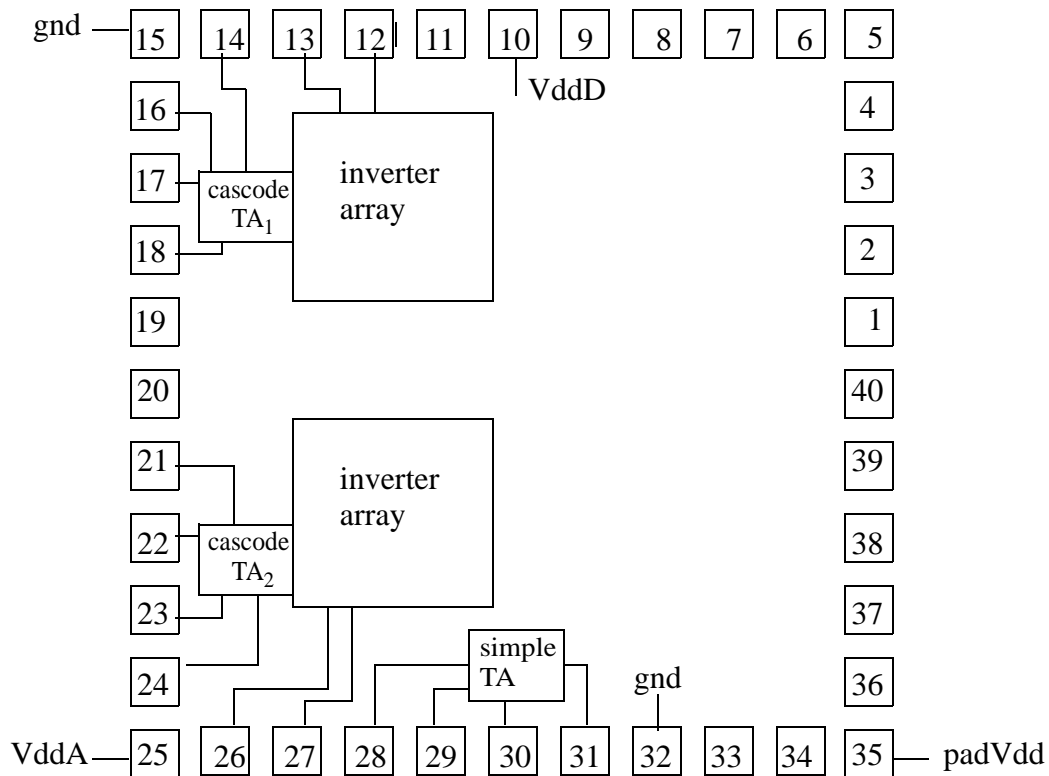 gnd 15 14 13 12 11 10 9 8 7 6 5
VddD
16 4
17 3
cascode
TA1
inverter
array
18 2
19 1
20 40
21 39
inverter
array
22 38
cascode
TA2
23 37
simple
TA
24 36
gnd
VddA 25 26 27 28 29 30 31 32 33 34 35 padVdd